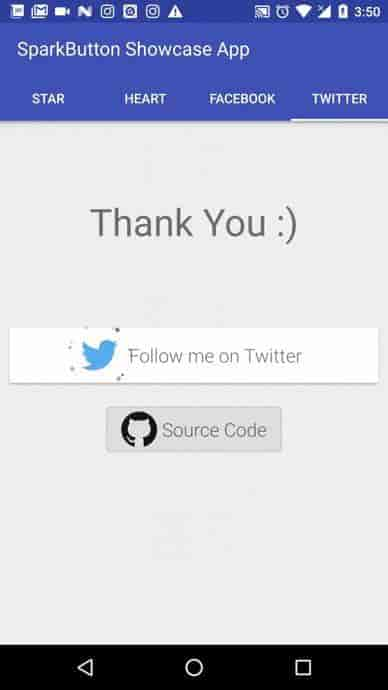 3:50
SparkButton Showcase App
STAR HEART FACEBOOK TWITTER
Thank You :)
Follow me on Twitter
Source Code